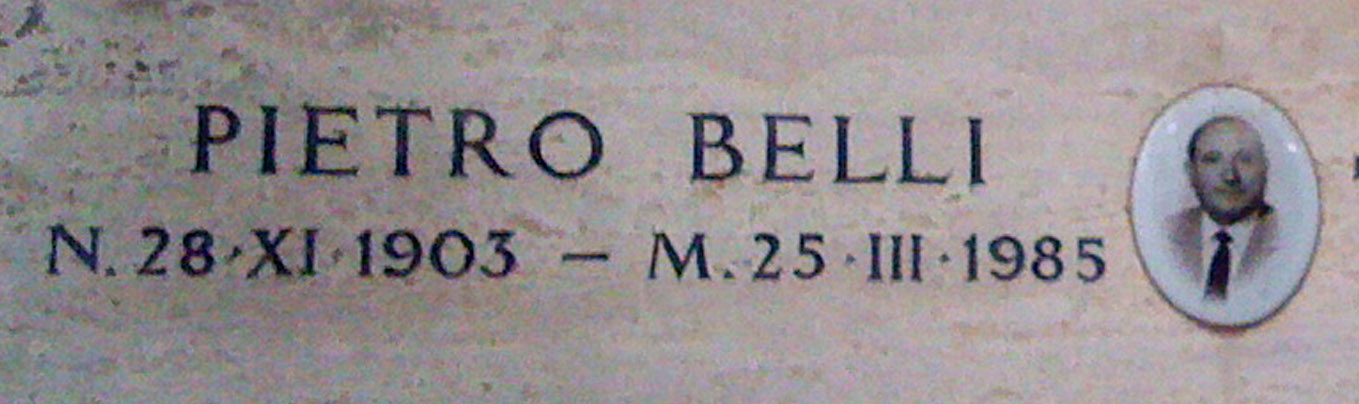 PIETRO BELLI
N. 28·XI·1903 – M. 25·III·1985